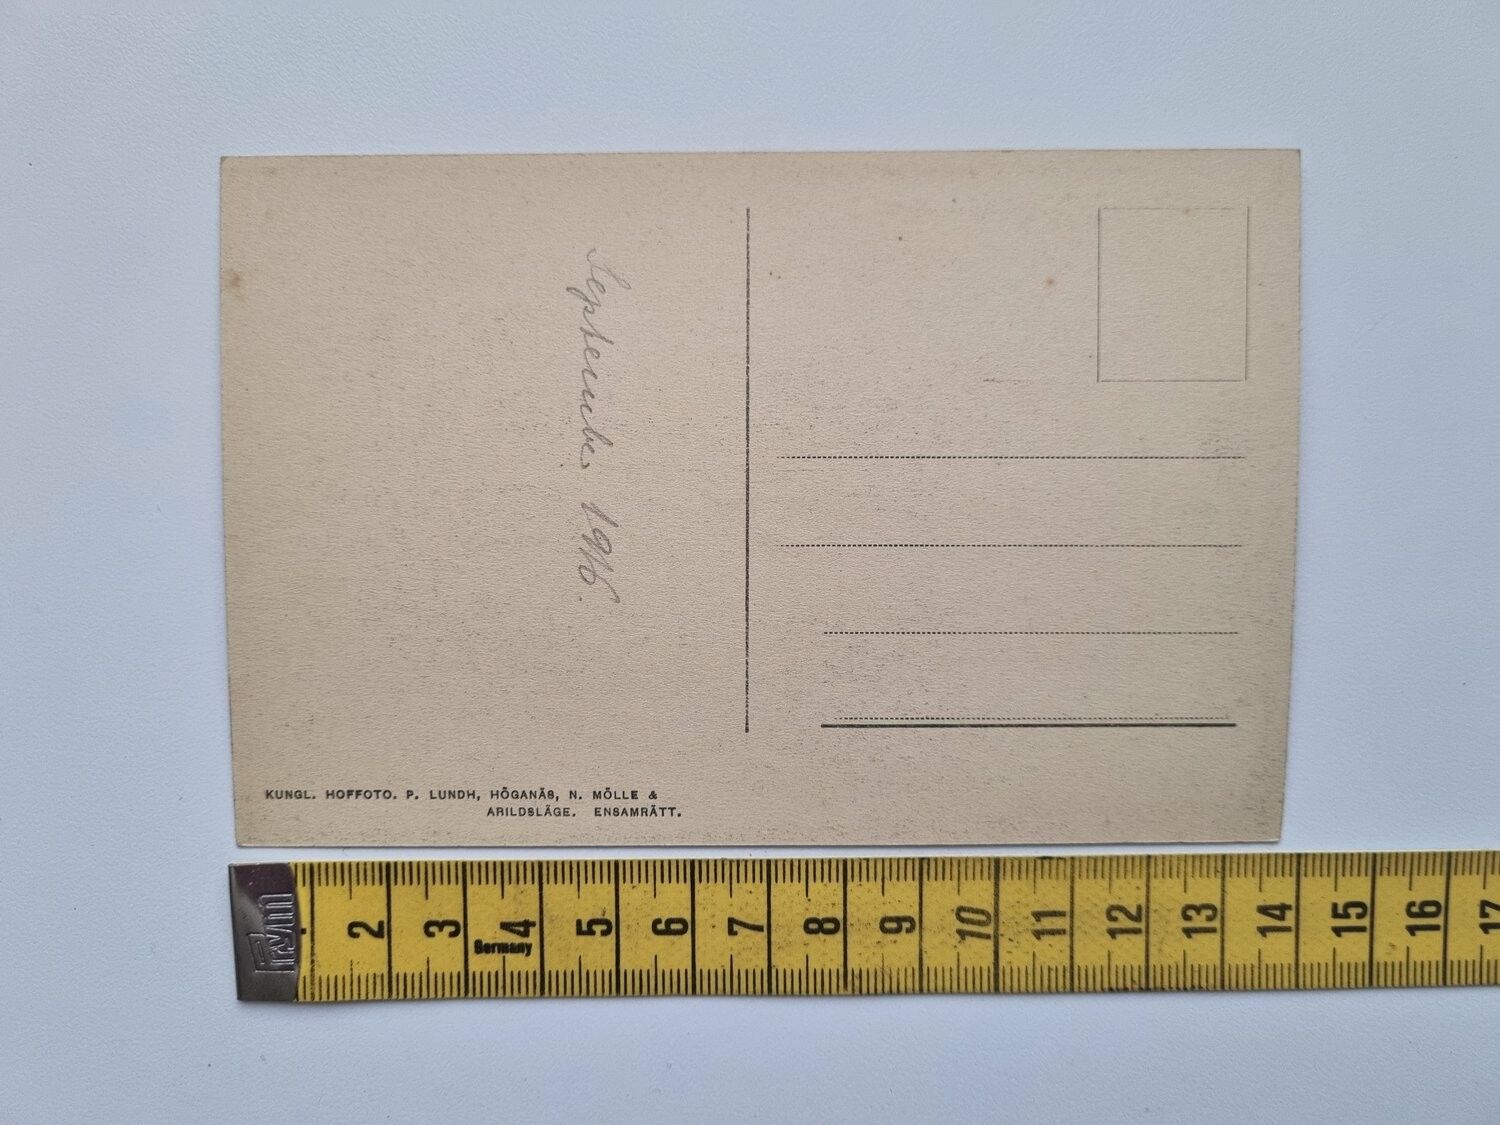 September 1916.
KUNGL. HOFFOTO. P. LUNDH, HÖGANÄS, N. MÖLLE &
ARILDSLÄGE. ENSAMRÄTT.
Prym
2 3 4 5 6 7 8 9 10 11 12 13 14 15 16 17
Germany